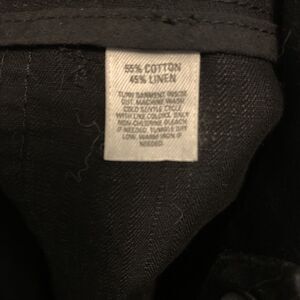 55% COTTON
45% LINEN
TURN GARMENT INSIDE
OUT. MACHINE WASH
COLD GENTLE CYCLE
WITH LIKE COLORS. ONLY
NON-CHLORINE BLEACH
IF NEEDED. TUMBLE DRY
LOW. WARM IRON IF
NEEDED.